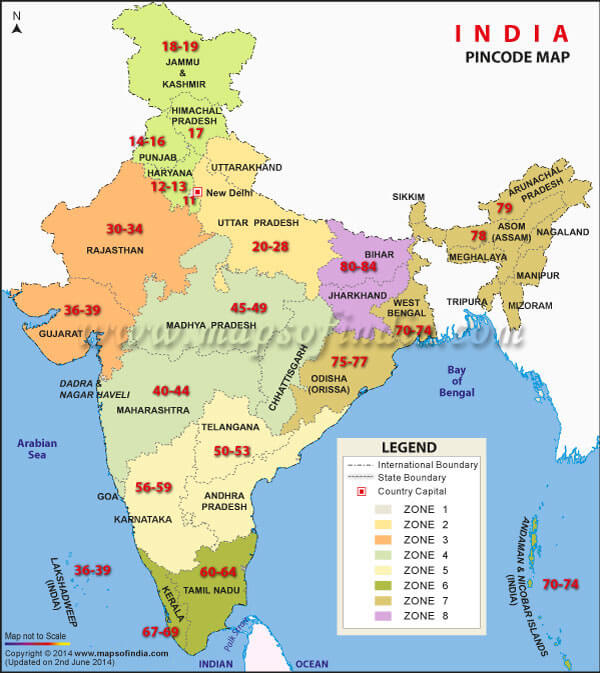 N
INDIA
PINCODE MAP
18-19
JAMMU
&
KASHMIR
HIMACHAL
PRADESH
17
14-16
PUNJAB
HARYANA
12-13
11
New Delhi
UTTARAKHAND
SIKKIM
ARUNACHAL
PRADESH
79
ASOM
(ASSAM)
78
NAGALAND
MEGHALAYA
MANIPUR
TRIPURA
MIZORAM
30-34
RAJASTHAN
UTTAR PRADESH
20-28
BIHAR
80-84
JHARKHAND
WEST
BENGAL
70-74
36-39
GUJARAT
45-49
MADHYA PRADESH
www.mapsofindia.com
CHHATTISGARH
75-77
ODISHA
(ORISSA)
Bay
of
Bengal
DADRA &
NAGAR HAVELI
40-44
MAHARASHTRA
Arabian
Sea
TELANGANA
50-53
56-59
GOA
KARNATAKA
ANDHRA
PRADESH
LEGEND
International Boundary
State Boundary
Country Capital
ZONE 1
ZONE 2
ZONE 3
ZONE 4
ZONE 5
ZONE 6
ZONE 7
ZONE 8
36-39
LAKSHADWEEP
(INDIA)
60-64
TAMIL NADU
KERALA
67-69
ANDAMAN & NICOBAR ISLANDS
(INDIA)
70-74
Palk Strait
INDIAN OCEAN
Map not to Scale
Copyright © 2014 www.mapsofindia.com
(Updated on 2nd June 2014)